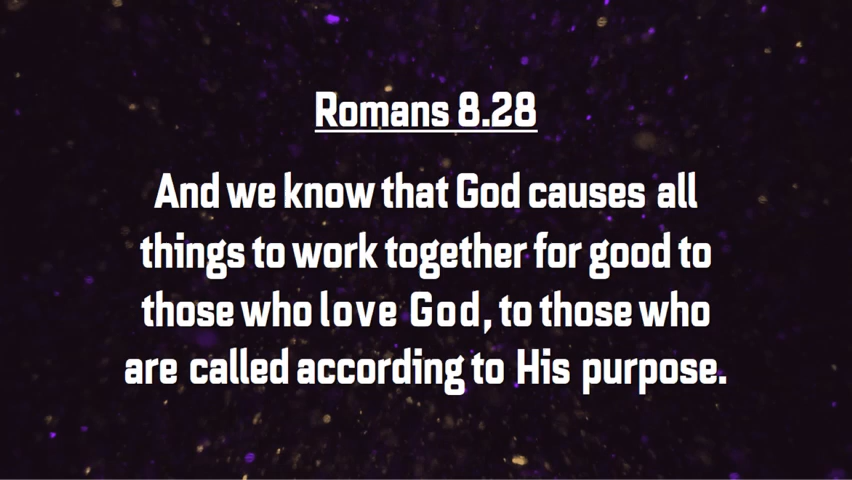 Romans 8.28
And we know that God causes all
things to work together for good to
those who love God, to those who
are called according to His purpose.